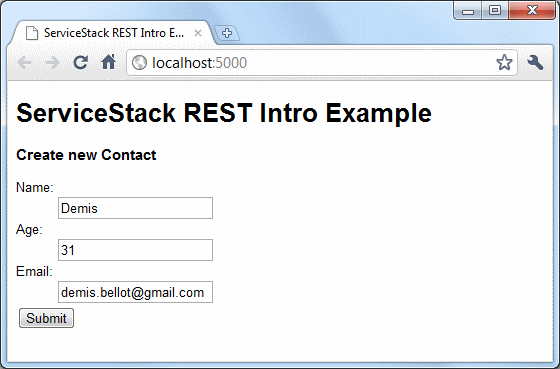 ServiceStack REST Intro E...
localhost:5000
ServiceStack REST Intro Example
Create new Contact
Name:
Demis
Age:
31
Email:
demis.bellot@gmail.com
Submit